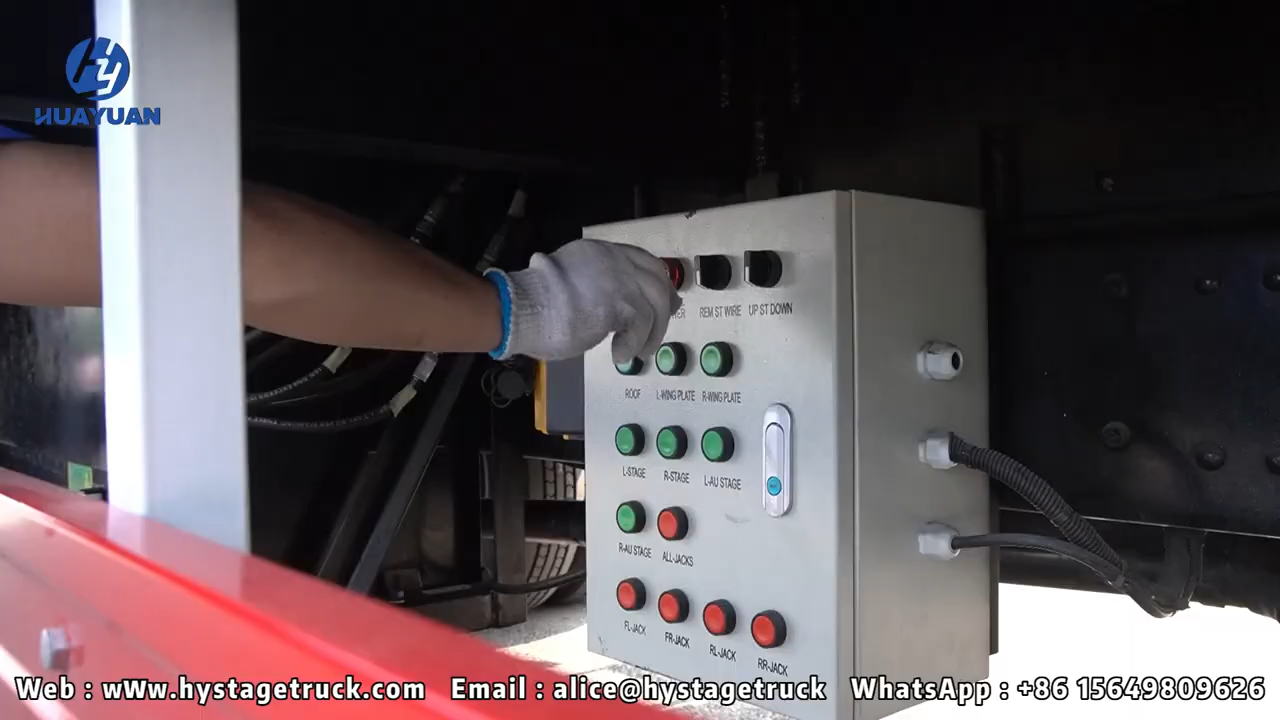 HY
HUAYUAN
REM ST WIRE
UP ST DOWN
ROOF
L-WING PLATE
R-WING PLATE
L-STAGE
R-STAGE
L-AU STAGE
R-AU STAGE
ALL-JACKS
FL-JACK
FR-JACK
RL-JACK
RR-JACK
Web : wWw.hystagetruck.com Email : alice@hystagetruck WhatsApp : +86 15649809626